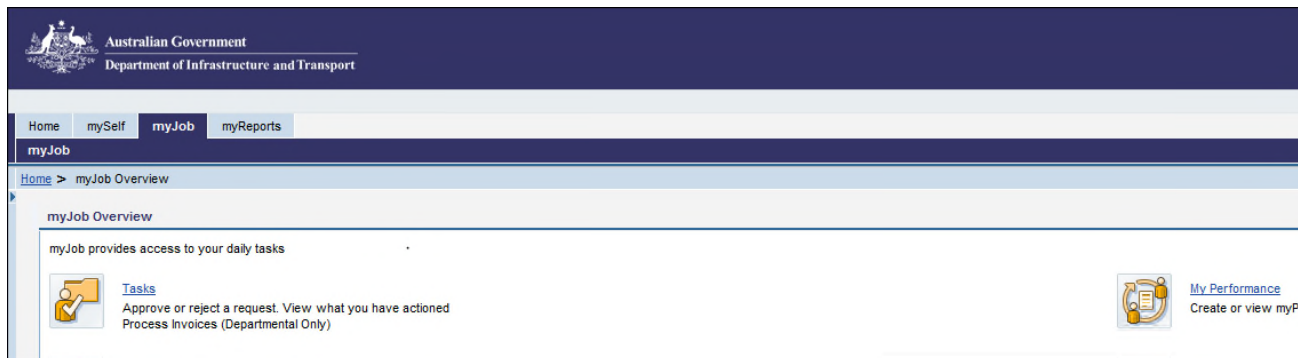 Australian Government
Department of Infrastructure and Transport
Home mySelf myJob myReports
myJob
Home > myJob Overview
myJob Overview
myJob provides access to your daily tasks
Tasks
Approve or reject a request. View what you have actioned
Process Invoices (Departmental Only)
My Performance
Create or view myP